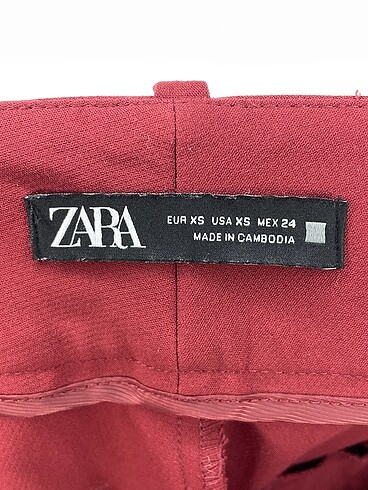 ZARA
EUR XS USA XS MEX 24
MADE IN CAMBODIA